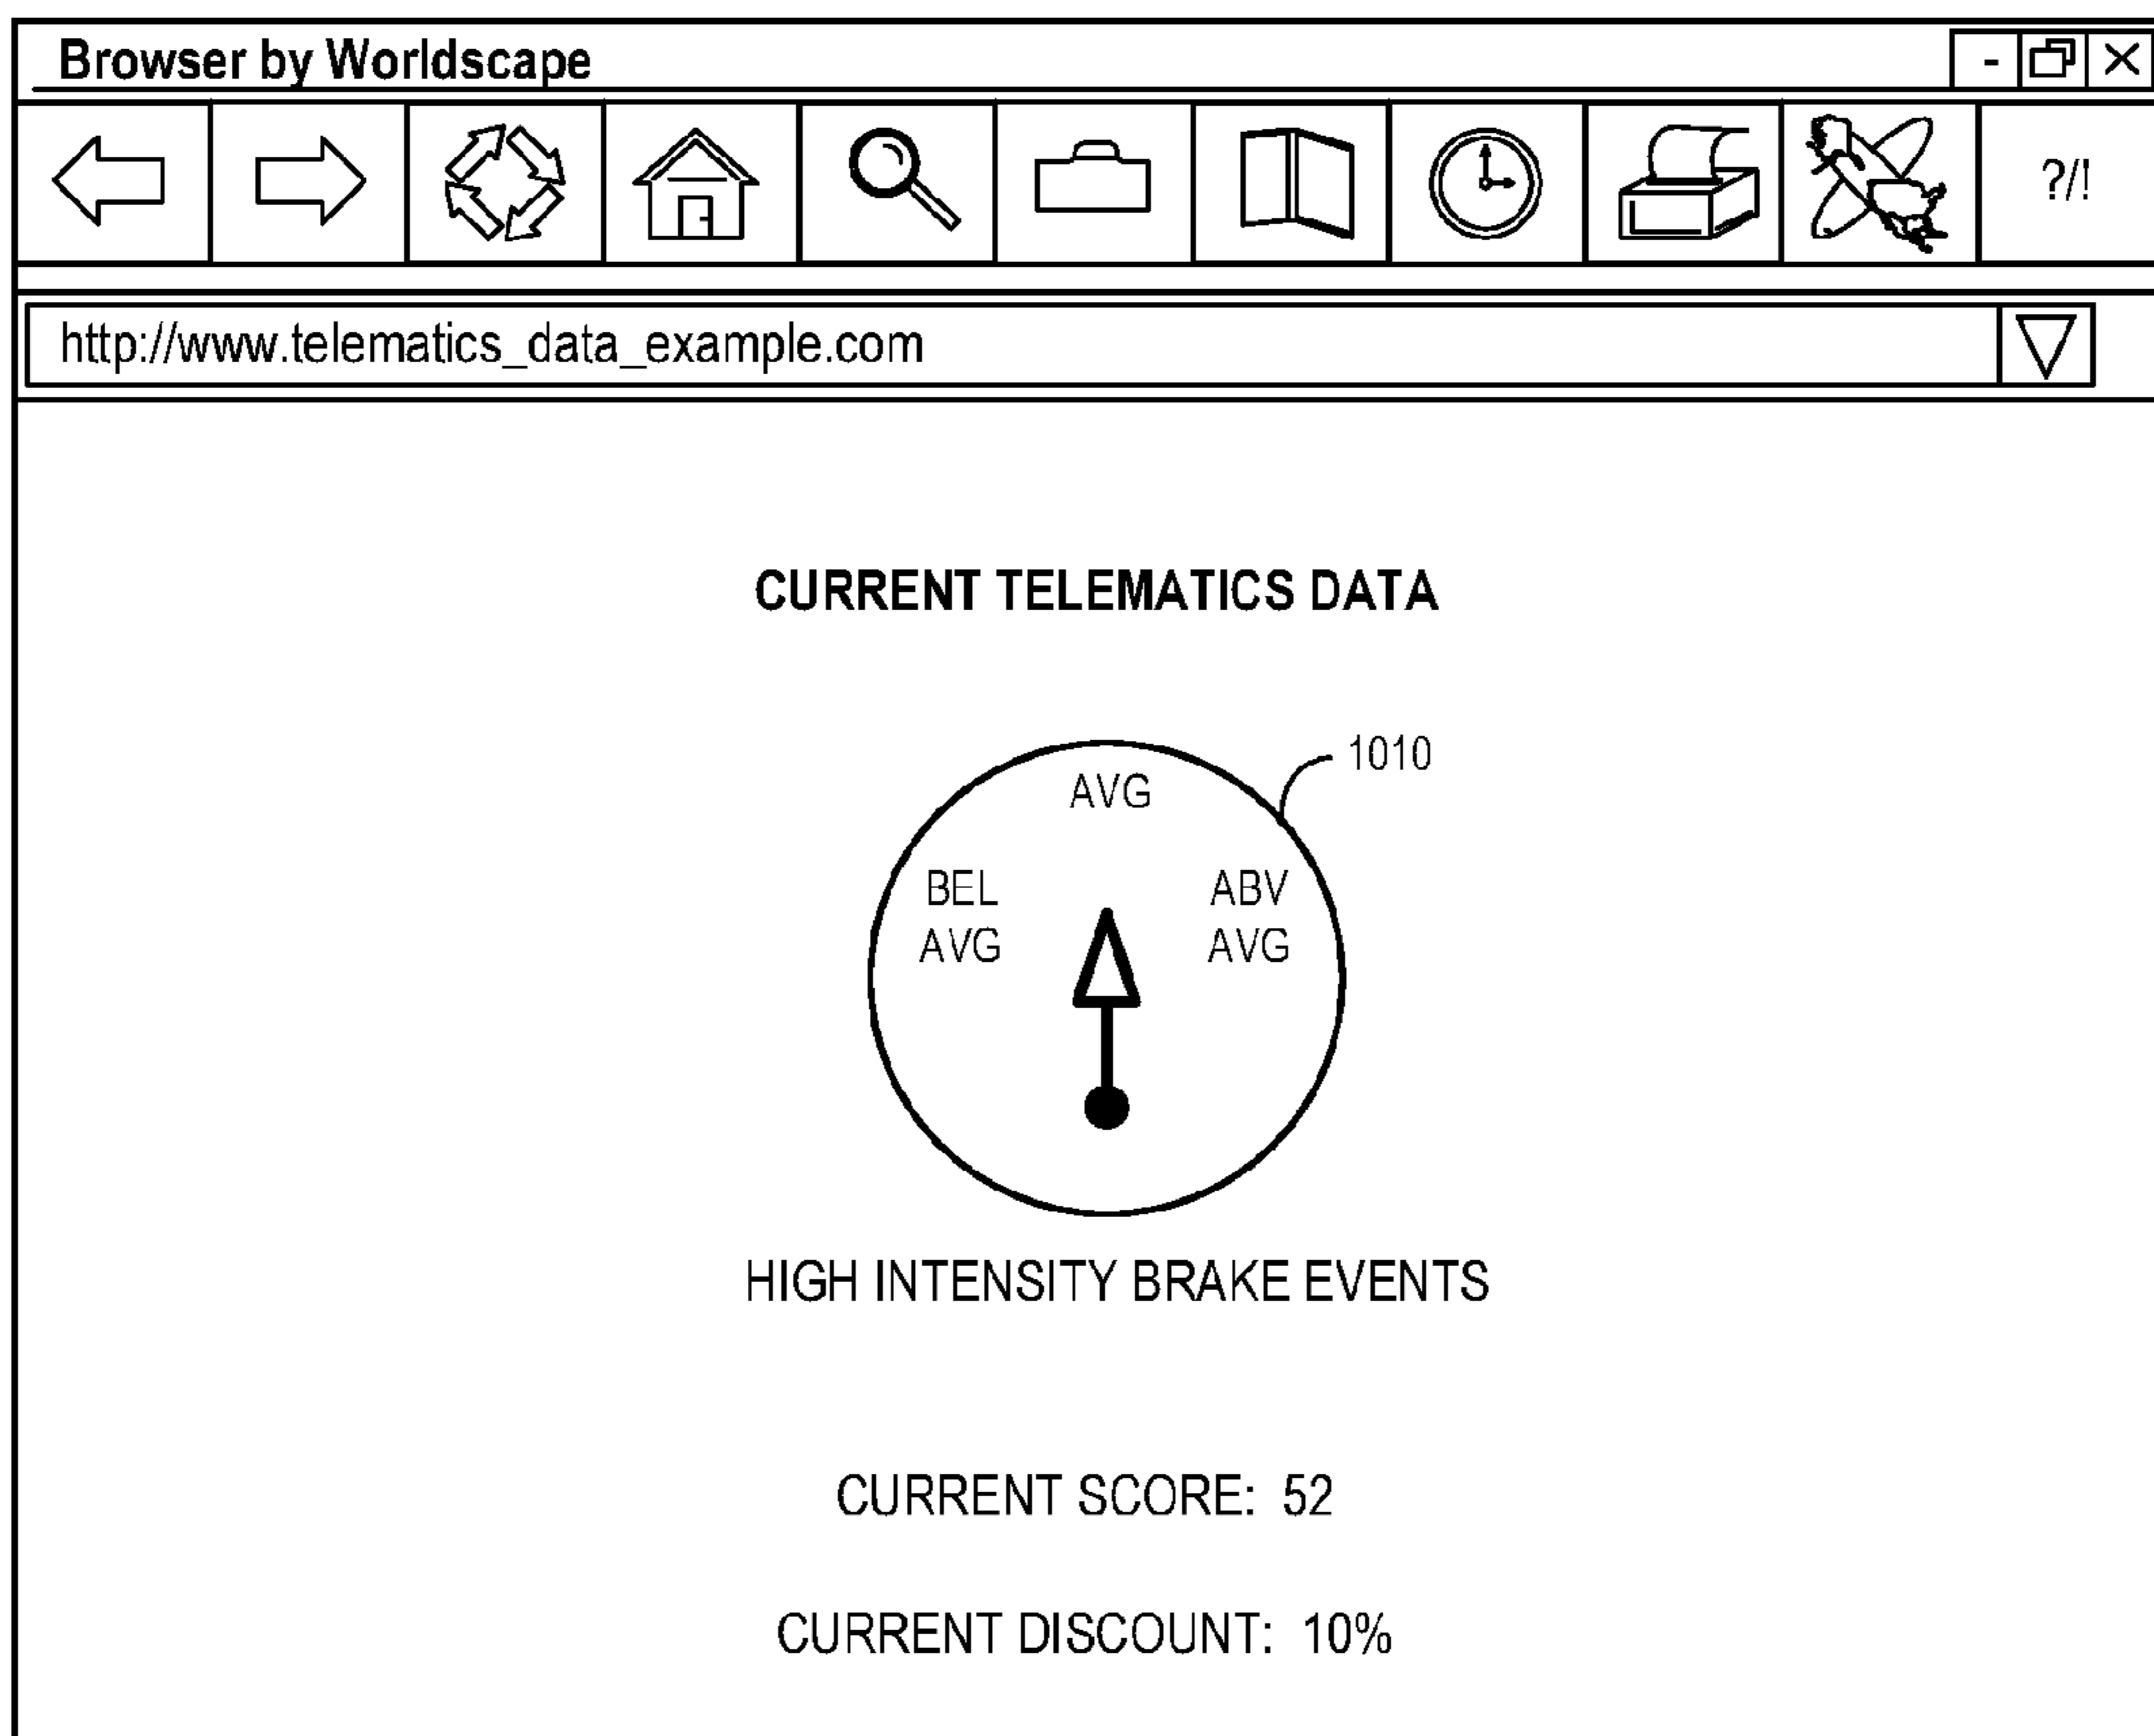 Browser by Worldscape
?/!
http://www.telematics_data_example.com
CURRENT TELEMATICS DATA
1010
AVG
BEL
AVG
ABV
AVG
HIGH INTENSITY BRAKE EVENTS
CURRENT SCORE: 52
CURRENT DISCOUNT: 10%